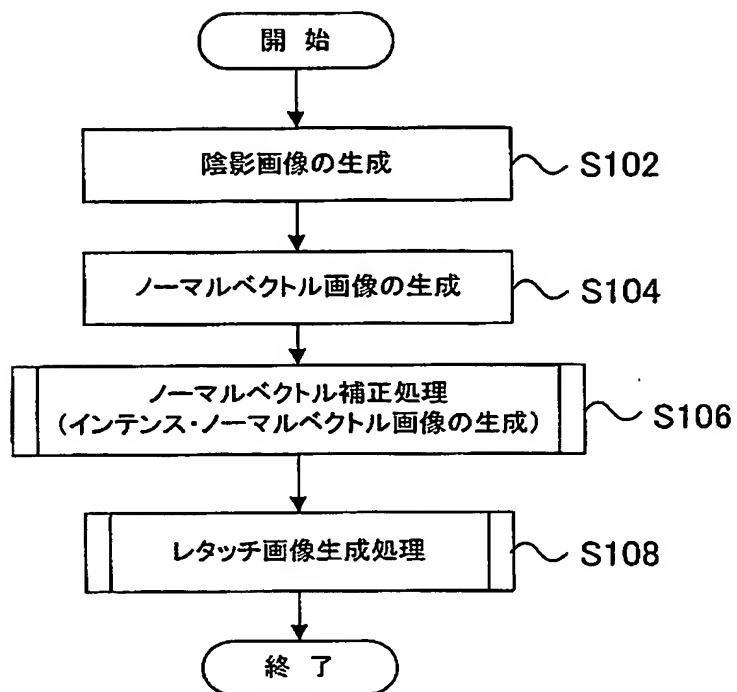 開始
陰影画像の生成
S102
ノーマルベクトル画像の生成
S104
ノーマルベクトル補正処理
(インテンス・ノーマルベクトル画像の生成)
S106
レタッチ画像生成処理
S108
終了